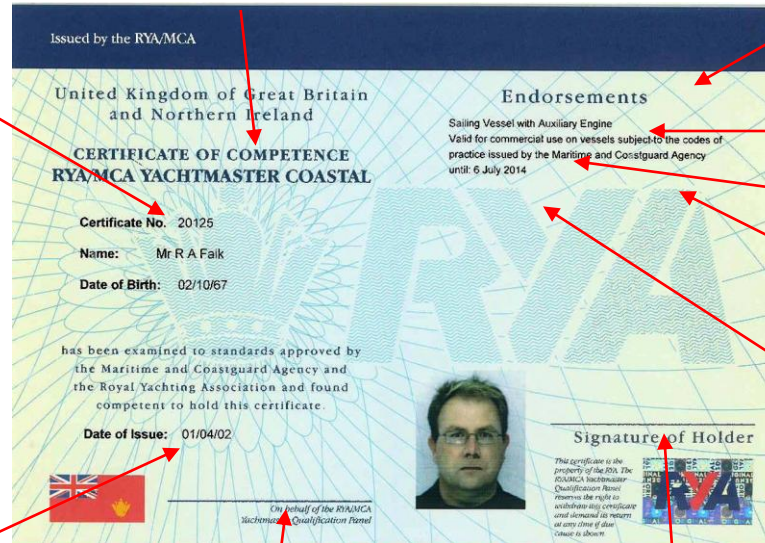 Issued by the RYA/MCA
United Kingdom of Great Britain
and Northern Ireland
CERTIFICATE OF COMPETENCE
RYA/MCA YACHTMASTER COASTAL
Certificate No. 20125
Name: Mr R A Falk
Date of Birth: 02/10/67
has been examined to standards approved by
the Maritime and Coastguard Agency and
the Royal Yachting Association and found
competent to hold this certificate.
Date of Issue: 01/04/02
On behalf of the RYA/MCA
Yachtmaster Qualification Panel
Endorsements
Sailing Vessel with Auxiliary Engine
Valid for commercial use on vessels subject to the codes of
practice issued by the Maritime and Coastguard Agency
until: 6 July 2014
RYA
Signature of Holder
This certificate is the
property of the RYA. The
RYA/MCA Yachtmaster
Qualification Panel
reserves the right to
withdraw this certificate
and demand its return
at any time if due
cause is shown
RYA